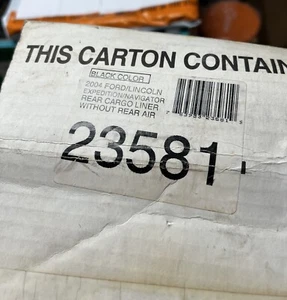 THIS CARTON CONTAIN
BLACK COLOR
2004 FORD/LINCOLN
EXPEDITION/NAVIGATOR
REAR CARGO LINER
WITHOUT REAR AIR
23581